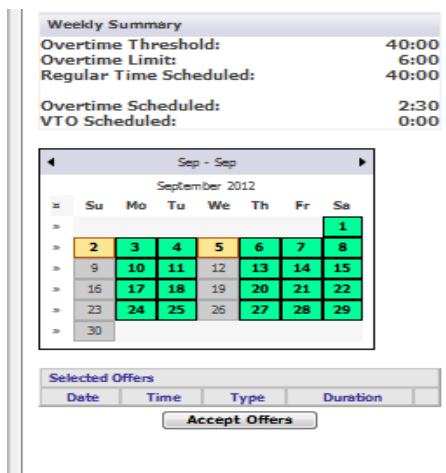 Weekly Summary
Overtime Threshold: 40:00
Overtime Limit: 6:00
Regular Time Scheduled: 40:00
Overtime Scheduled: 2:30
VTO Scheduled: 0:00
Sep - Sep
September 2012
Su Mo Tu We Th Fr Sa
» 1
» 2 3 4 5 6 7 8
» 9 10 11 12 13 14 15
» 16 17 18 19 20 21 22
» 23 24 25 26 27 28 29
» 30
Selected Offers
Date Time Type Duration
Accept Offers